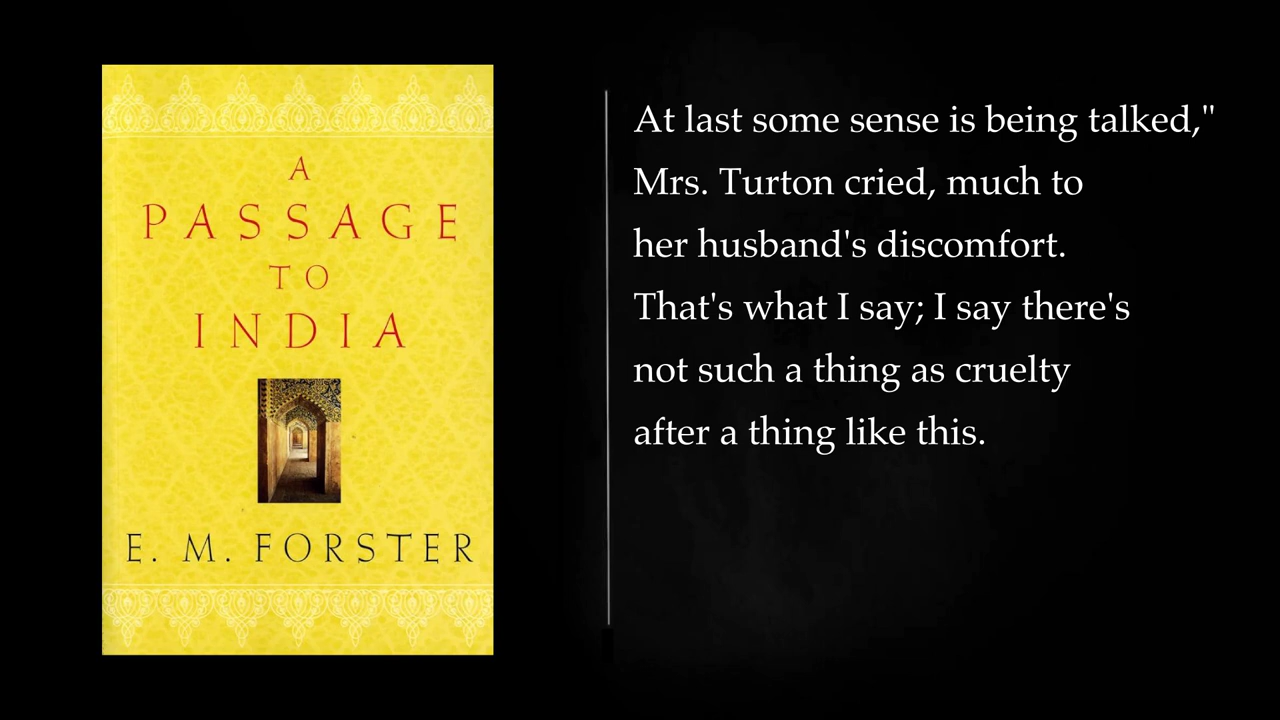 A
PASSAGE
TO
INDIA
E. M. FORSTER
At last some sense is being talked,"
Mrs. Turton cried, much to
her husband's discomfort.
That's what I say; I say there's
not such a thing as cruelty
after a thing like this.